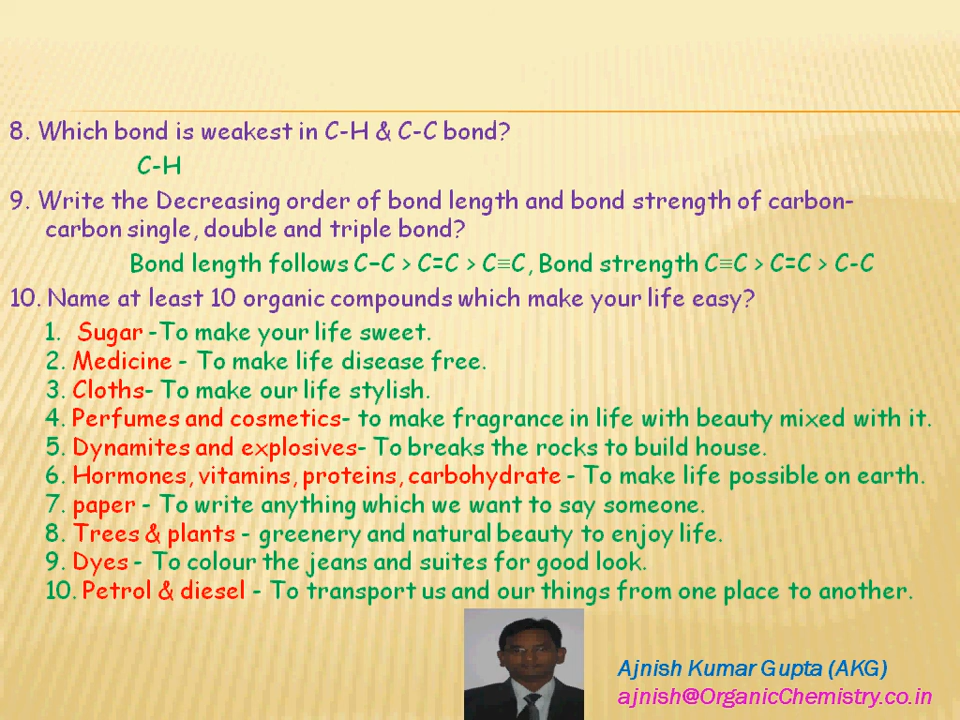 8. Which bond is weakest in C-H & C-C bond?
C-H
9. Write the Decreasing order of bond length and bond strength of carbon-
carbon single, double and triple bond?
Bond length follows C–C > C=C > C≡C, Bond strength C≡C > C=C > C-C
10. Name at least 10 organic compounds which make your life easy?
1. Sugar -To make your life sweet.
2. Medicine - To make life disease free.
3. Cloths- To make our life stylish.
4. Perfumes and cosmetics- to make fragrance in life with beauty mixed with it.
5. Dynamites and explosives- To breaks the rocks to build house.
6. Hormones, vitamins, proteins, carbohydrate - To make life possible on earth.
7. paper - To write anything which we want to say someone.
8. Trees & plants - greenery and natural beauty to enjoy life.
9. Dyes - To colour the jeans and suites for good look.
10. Petrol & diesel - To transport us and our things from one place to another.
Ajnish Kumar Gupta (AKG)
ajnish@OrganicChemistry.co.in